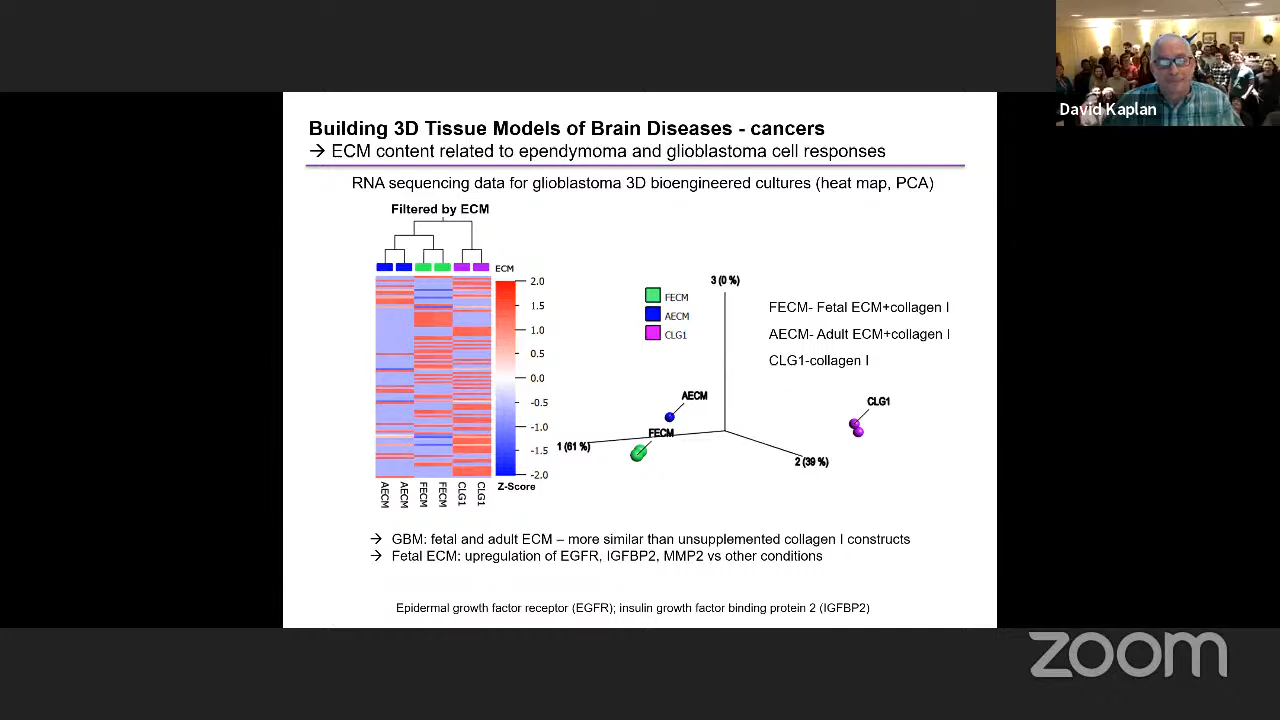 David Kaplan
Building 3D Tissue Models of Brain Diseases - cancers
→ ECM content related to ependymoma and glioblastoma cell responses
RNA sequencing data for glioblastoma 3D bioengineered cultures (heat map, PCA)
Filtered by ECM
ECM
2.0
1.5
1.0
0.5
0.0
-0.5
-1.0
-1.5
-2.0
Z-Score
AECM
AECM
FECM
FECM
CLG1
CLG1
FECM
AECM
CLG1
3 (0 %)
FECM- Fetal ECM+collagen I
AECM- Adult ECM+collagen I
CLG1-collagen I
AECM
CLG1
FECM
1 (61 %)
2 (39 %)
→ GBM: fetal and adult ECM – more similar than unsupplemented collagen I constructs
→ Fetal ECM: upregulation of EGFR, IGFBP2, MMP2 vs other conditions
Epidermal growth factor receptor (EGFR); insulin growth factor binding protein 2 (IGFBP2)
zoom